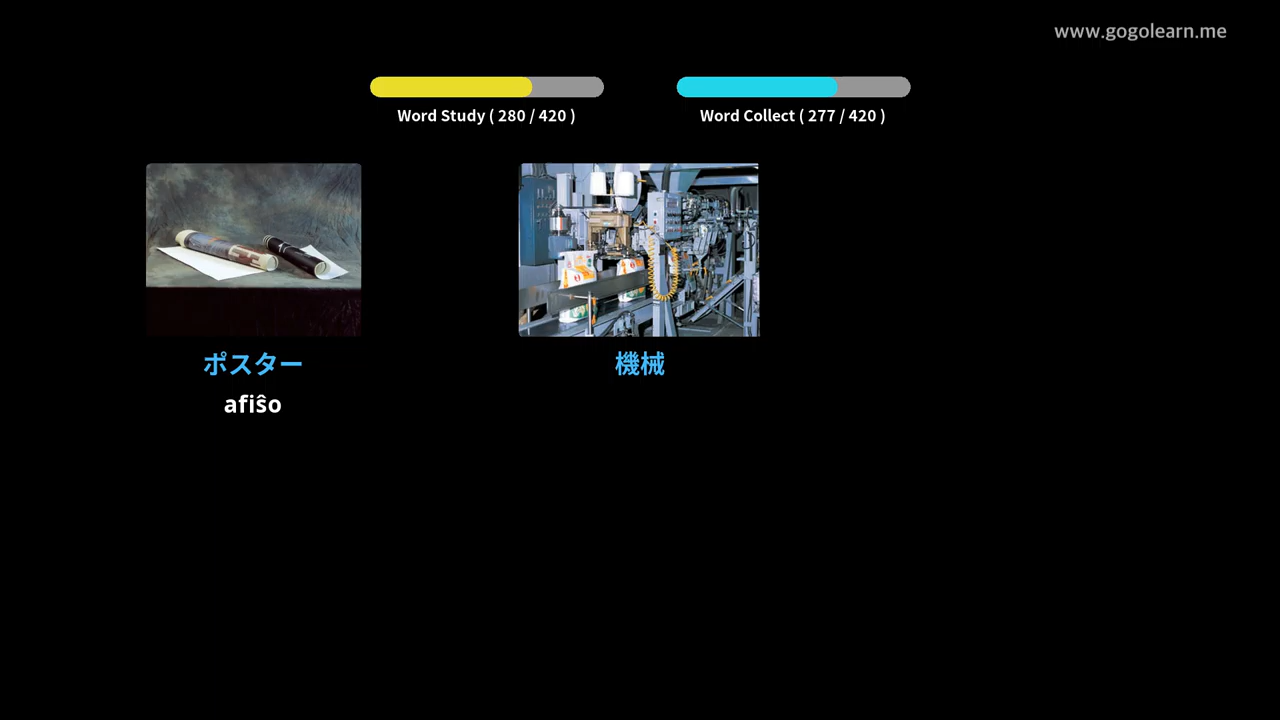 www.gogolearn.me
Word Study ( 280 / 420 )
Word Collect ( 277 / 420 )
ポスター
機械
afiŝo